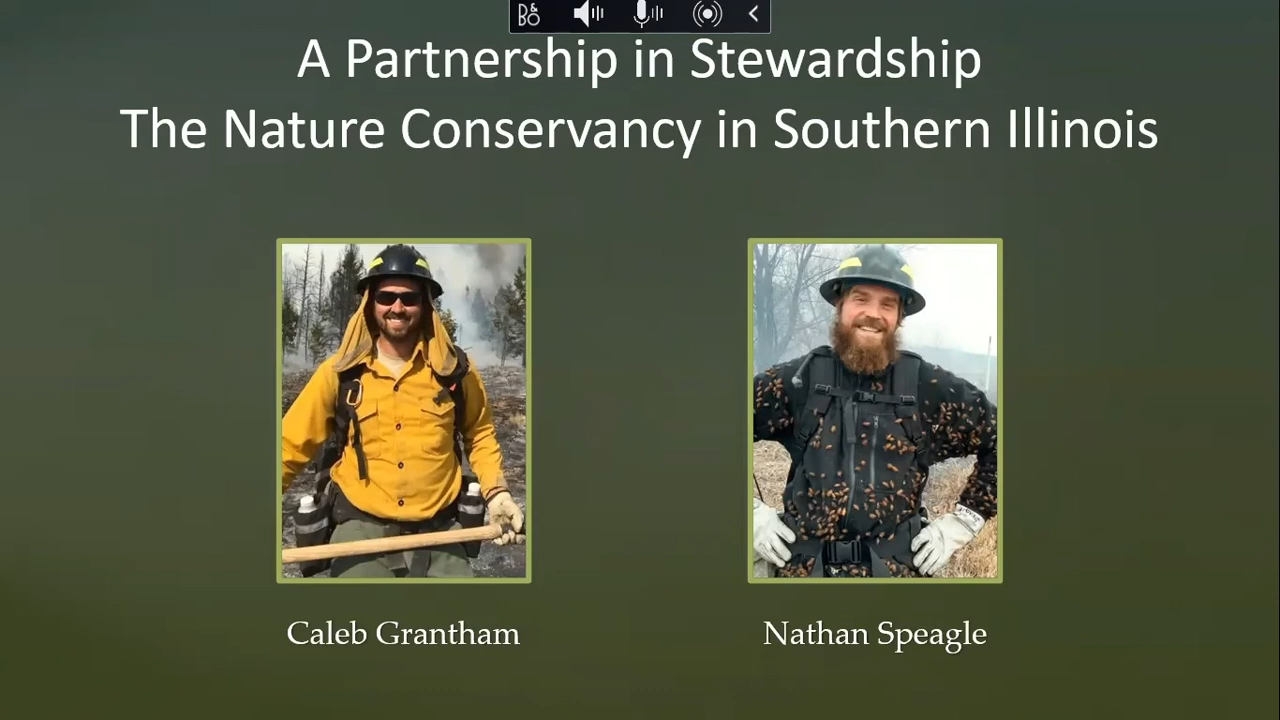 B&O
A Partnership in Stewardship
The Nature Conservancy in Southern Illinois
Caleb Grantham
Nathan Speagle